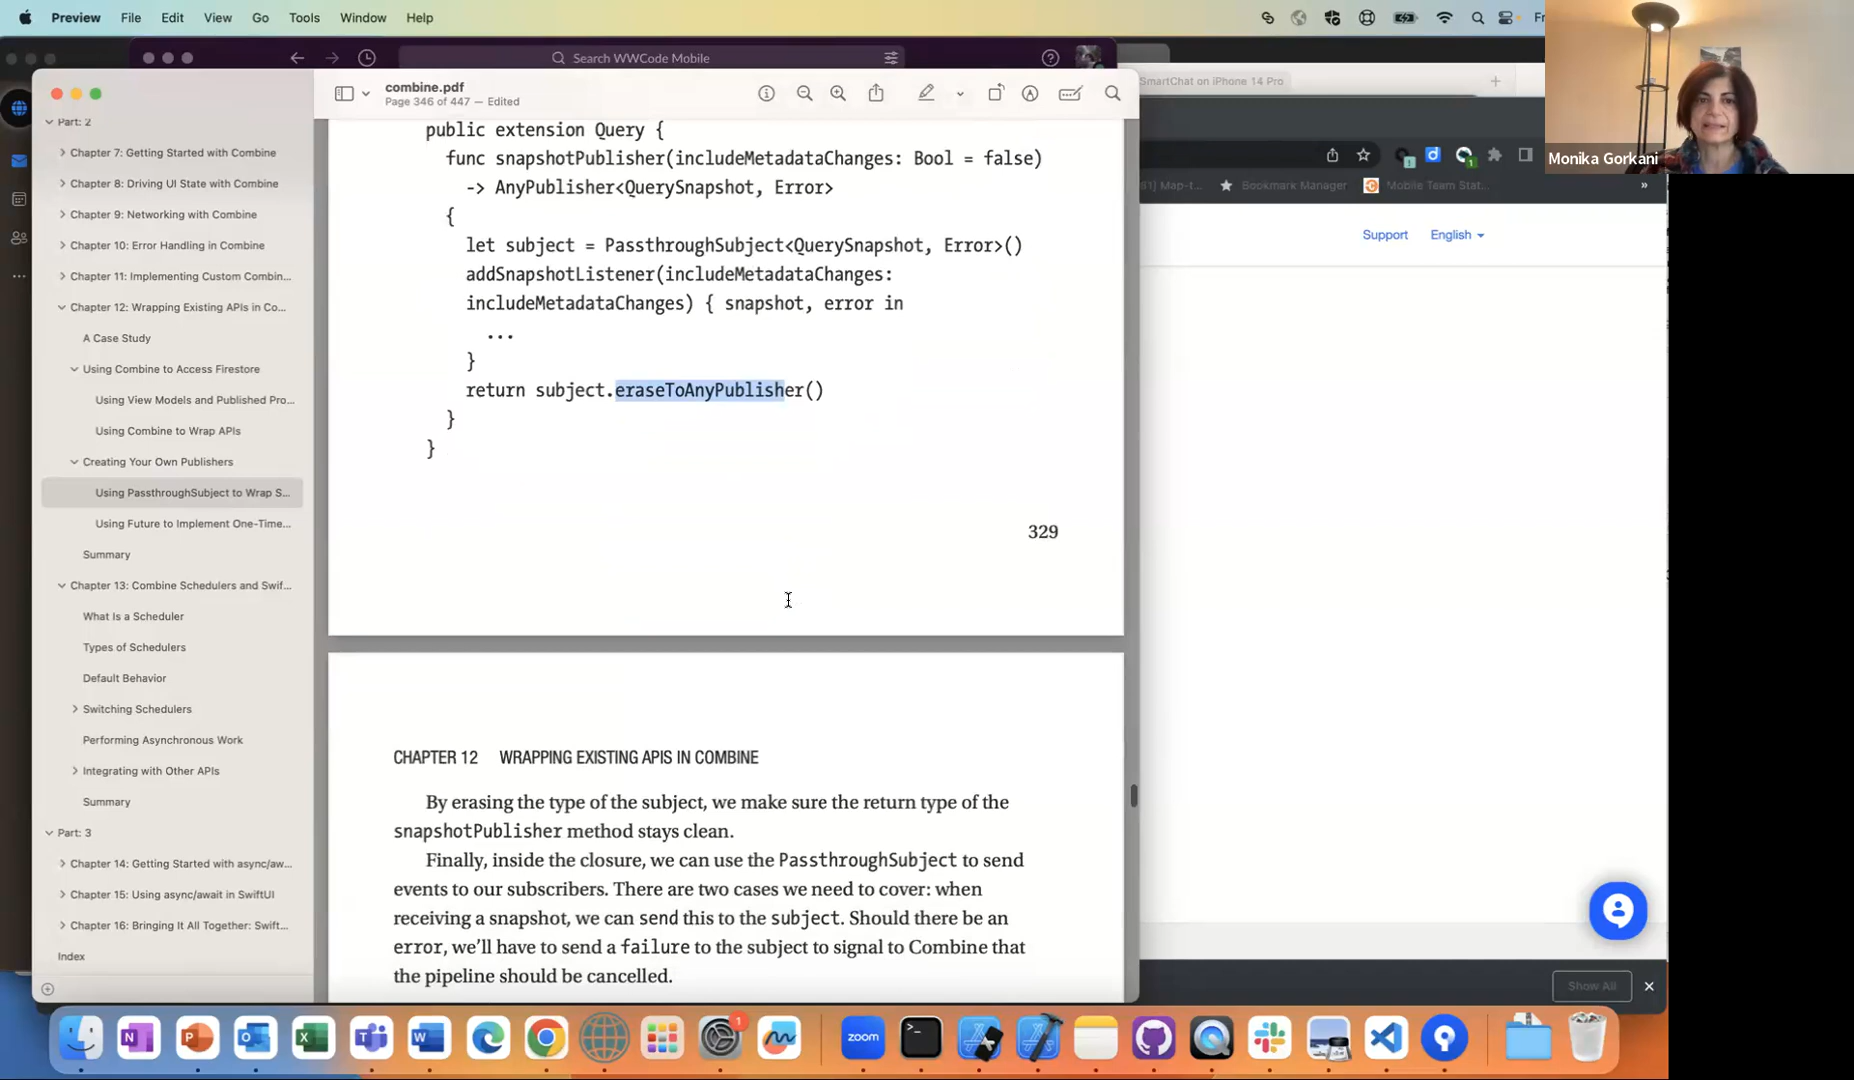 Preview File Edit View Go Tools Window Help
Search WWCode Mobile
combine.pdf
Page 346 of 447 — Edited
Part: 2
Chapter 7: Getting Started with Combine
Chapter 8: Driving UI State with Combine
Chapter 9: Networking with Combine
Chapter 10: Error Handling in Combine
Chapter 11: Implementing Custom Combin...
Chapter 12: Wrapping Existing APIs in Co...
A Case Study
Using Combine to Access Firestore
Using View Models and Published Pro...
Using Combine to Wrap APIs
Creating Your Own Publishers
Using PassthroughSubject to Wrap S...
Using Future to Implement One-Time...
Summary
Chapter 13: Combine Schedulers and Swif...
What Is a Scheduler
Types of Schedulers
Default Behavior
Switching Schedulers
Performing Asynchronous Work
Integrating with Other APIs
Summary
Part: 3
Chapter 14: Getting Started with async/aw...
Chapter 15: Using async/await in SwiftUI
Chapter 16: Bringing It All Together: Swift...
Index
public extension Query {
func snapshotPublisher(includeMetadataChanges: Bool = false)
-> AnyPublisher<QuerySnapshot, Error>
{
let subject = PassthroughSubject<QuerySnapshot, Error>()
addSnapshotListener(includeMetadataChanges:
includeMetadataChanges) { snapshot, error in
...
}
return subject.eraseToAnyPublisher()
}
}
329
CHAPTER 12 WRAPPING EXISTING APIS IN COMBINE
By erasing the type of the subject, we make sure the return type of the
snapshotPublisher method stays clean.
Finally, inside the closure, we can use the PassthroughSubject to send
events to our subscribers. There are two cases we need to cover: when
receiving a snapshot, we can send this to the subject. Should there be an
error, we'll have to send a failure to the subject to signal to Combine that
the pipeline should be cancelled.
SmartChat on iPhone 14 Pro
Bookmark Manager
Mobile Team Stat...
Support English
Show All
Monika Gorkani
zoom
1